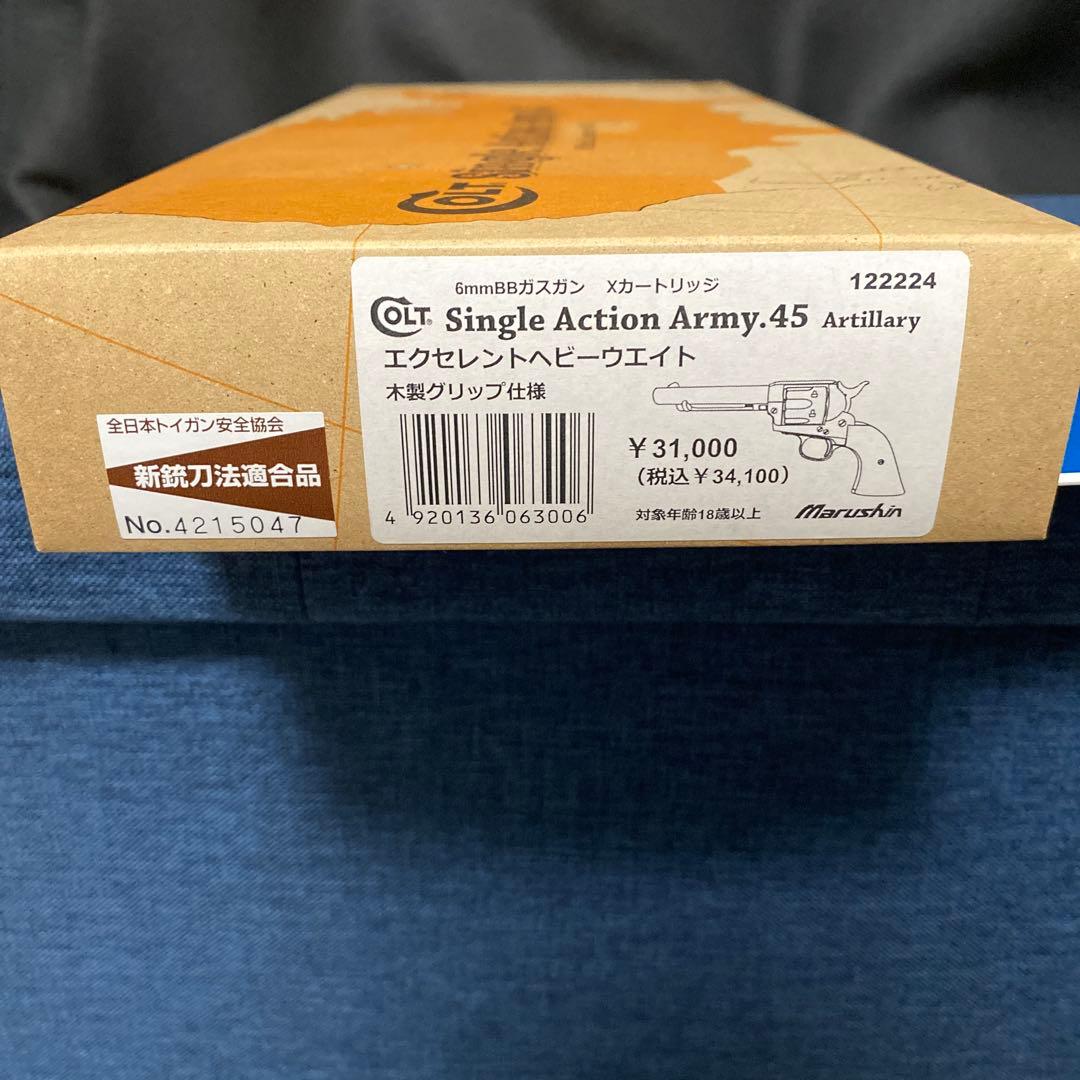 COLT Single Action Army
6mmBBガスガン Xカートリッジ 122224
COLT Single Action Army.45 Artillary
エクセレントヘビーウエイト
木製グリップ仕様
¥31,000
(税込¥34,100)
4 920136 063006
対象年齢18歳以上 Marushin
全日本トイガン安全協会
新銃刀法適合品
No.4215047